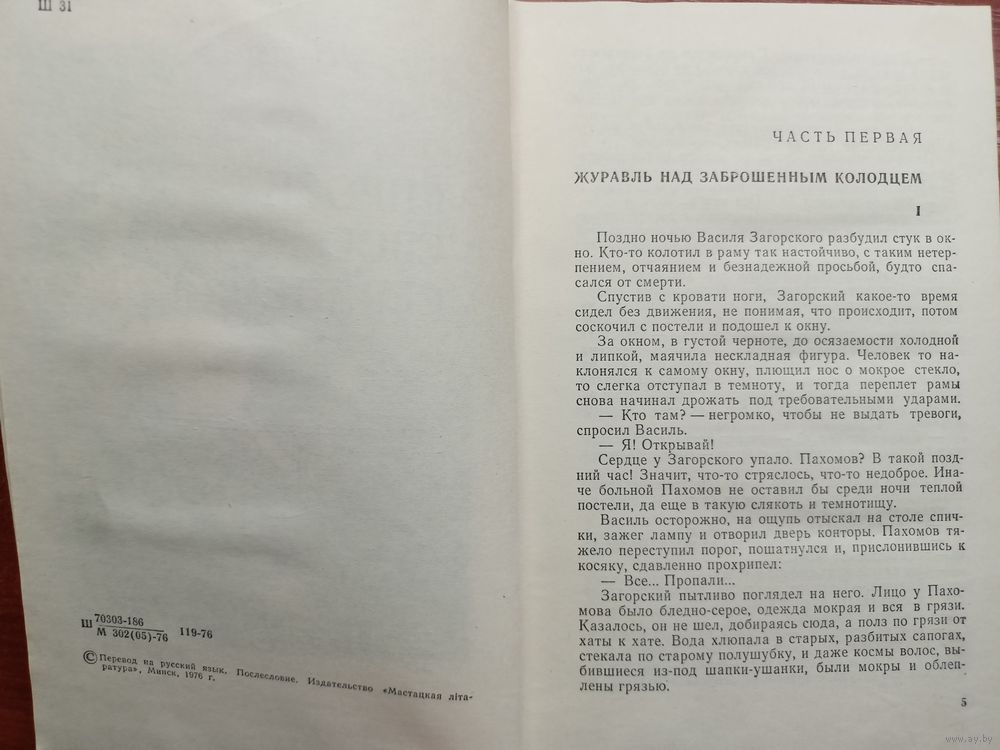 Ш 31
Ш 70303-186
М 302(05)-76 119-76
© Перевод на русский язык. Послесловие. Издательство «Мастацкая літа-
ратура», Минск, 1976 г.
ЧАСТЬ ПЕРВАЯ
ЖУРАВЛЬ НАД ЗАБРОШЕННЫМ КОЛОДЦЕМ
I
Поздно ночью Василя Загорского разбудил стук в ок-
но. Кто-то колотил в раму так настойчиво, с таким нетер-
пением, отчаянием и безнадежной просьбой, будто спа-
сался от смерти.
Спустив с кровати ноги, Загорский какое-то время
сидел без движения, не понимая, что происходит, потом
соскочил с постели и подошел к окну.
За окном, в густой черноте, до осязаемости холодной
и липкой, маячила нескладная фигура. Человек то на-
клонялся к самому окну, плющил нос о мокрое стекло,
то слегка отступал в темноту, и тогда переплет рамы
снова начинал дрожать под требовательными ударами.
— Кто там? — негромко, чтобы не выдать тревоги,
спросил Василь.
— Я! Открывай!
Сердце у Загорского упало. Пахомов? В такой позд-
ний час! Значит, что-то стряслось, что-то недоброе. Ина-
че больной Пахомов не оставил бы среди ночи теплой
постели, да еще в такую слякоть и темнотищу.
Василь осторожно, на ощупь отыскал на столе спич-
ки, зажег лампу и отворил дверь конторы. Пахомов тя-
жело переступил порог, пошатнулся и, прислонившись к
косяку, сдавленно прохрипел:
— Все... Пропали...
Загорский пытливо поглядел на него. Лицо у Пахо-
мова было бледно-серое, одежда мокрая и вся в грязи.
Казалось, он не шел, добираясь сюда, а полз по грязи от
хаты к хате. Вода хлюпала в старых, разбитых сапогах,
стекала по старому полушубку, и даже космы волос, вы-
бившиеся из-под шапки-ушанки, были мокры и облеп-
лены грязью.
5
www.ay.by